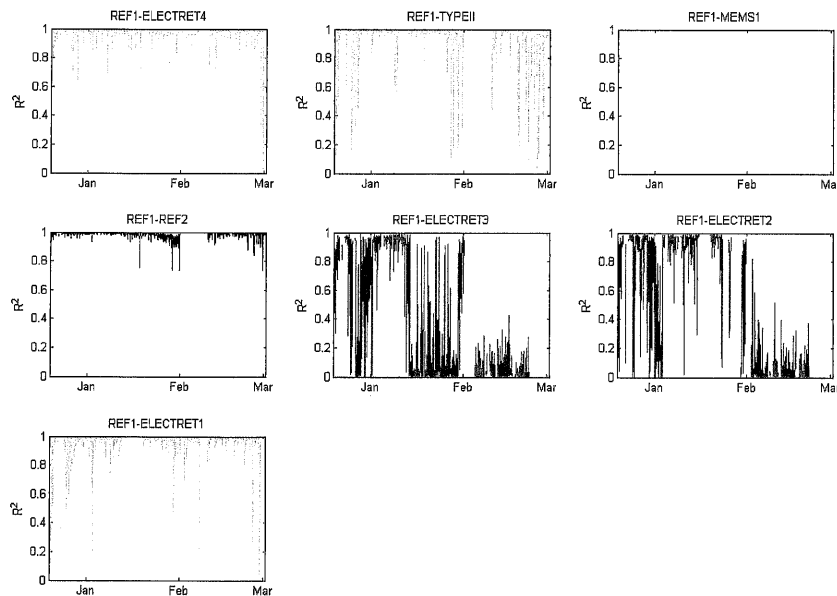 REF1-ELECTRET4
R²
1
0.8
0.6
0.4
0.2
0
Jan
Feb
Mar
REF1-TYPEII
R²
1
0.8
0.6
0.4
0.2
0
Jan
Feb
Mar
REF1-MEMS1
R²
1
0.8
0.6
0.4
0.2
0
Jan
Feb
Ma
REF1-REF2
R²
1
0.8
0.6
0.4
0.2
0
Jan
Feb
Mar
REF1-ELECTRET3
R²
1
0.8
0.6
0.4
0.2
0
Jan
Feb
Mar
REF1-ELECTRET2
R²
1
0.8
0.6
0.4
0.2
0
Jan
Feb
Ma
REF1-ELECTRET1
R²
1
0.8
0.6
0.4
0.2
0
Jan
Feb
Mar